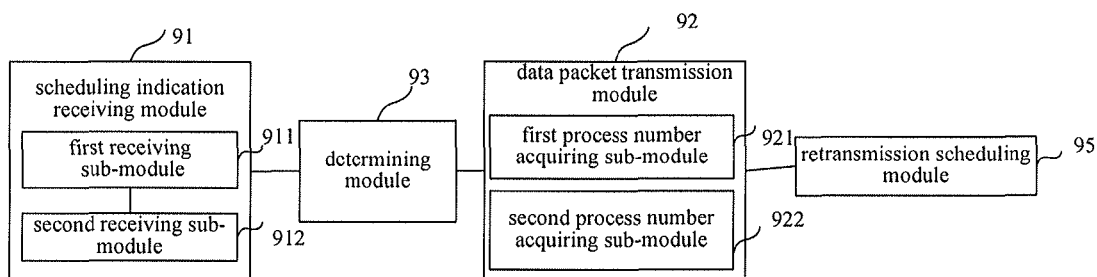 91
scheduling indication
receiving module
first receiving
sub-module
911
second receiving sub-
module
912
93
determining
module
92
data packet transmission
module
first process number
acquiring sub-module
921
second process number
acquiring sub-module
922
retransmission scheduling
module
95